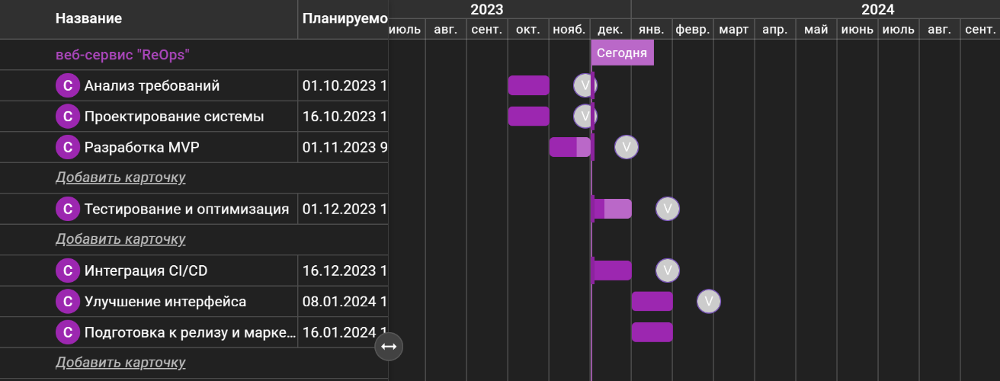 2023 2024
Название Планируемо
июль авг. сент. окт. нояб. дек. янв. февр. март апр. май июнь июль авг. сент.
веб-сервис "ReOps" Сегодня
С Анализ требований 01.10.2023 1 V
С Проектирование системы 16.10.2023 1 V
С Разработка MVP 01.11.2023 9 V
Добавить карточку
С Тестирование и оптимизация 01.12.2023 1 V
Добавить карточку
С Интеграция CI/CD 16.12.2023 1 V
С Улучшение интерфейса 08.01.2024 1 V
С Подготовка к релизу и марке... 16.01.2024 1
Добавить карточку